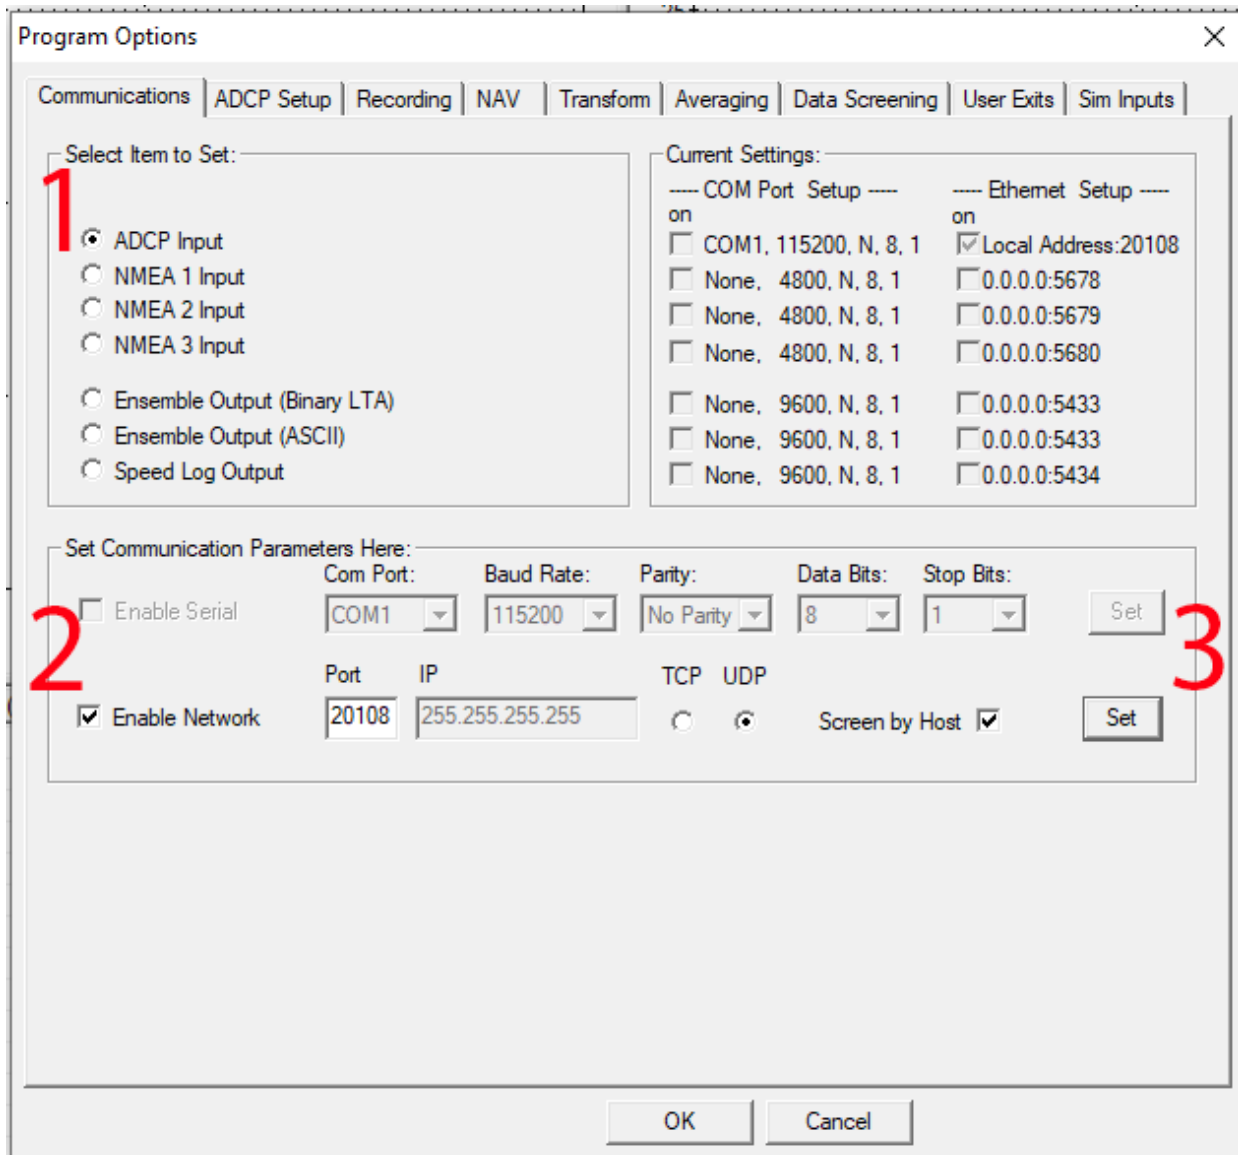 Program Options
Communications ADCP Setup Recording NAV Transform Averaging Data Screening User Exits Sim Inputs
Select Item to Set:
1
ADCP Input
NMEA 1 Input
NMEA 2 Input
NMEA 3 Input
Ensemble Output (Binary LTA)
Ensemble Output (ASCII)
Speed Log Output
Current Settings:
----- COM Port Setup ----- ----- Ethernet Setup -----
on on
COM1, 115200, N, 8, 1 Local Address:20108
None, 4800, N, 8, 1 0.0.0.0:5678
None, 4800, N, 8, 1 0.0.0.0:5679
None, 4800, N, 8, 1 0.0.0.0:5680
None, 9600, N, 8, 1 0.0.0.0:5433
None, 9600, N, 8, 1 0.0.0.0:5433
None, 9600, N, 8, 1 0.0.0.0:5434
Set Communication Parameters Here:
Com Port: Baud Rate: Parity: Data Bits: Stop Bits:
2 Enable Serial COM1 115200 No Parity 8 1 Set 3
Port IP TCP UDP
Enable Network 20108 255.255.255.255 Screen by Host Set
OK Cancel